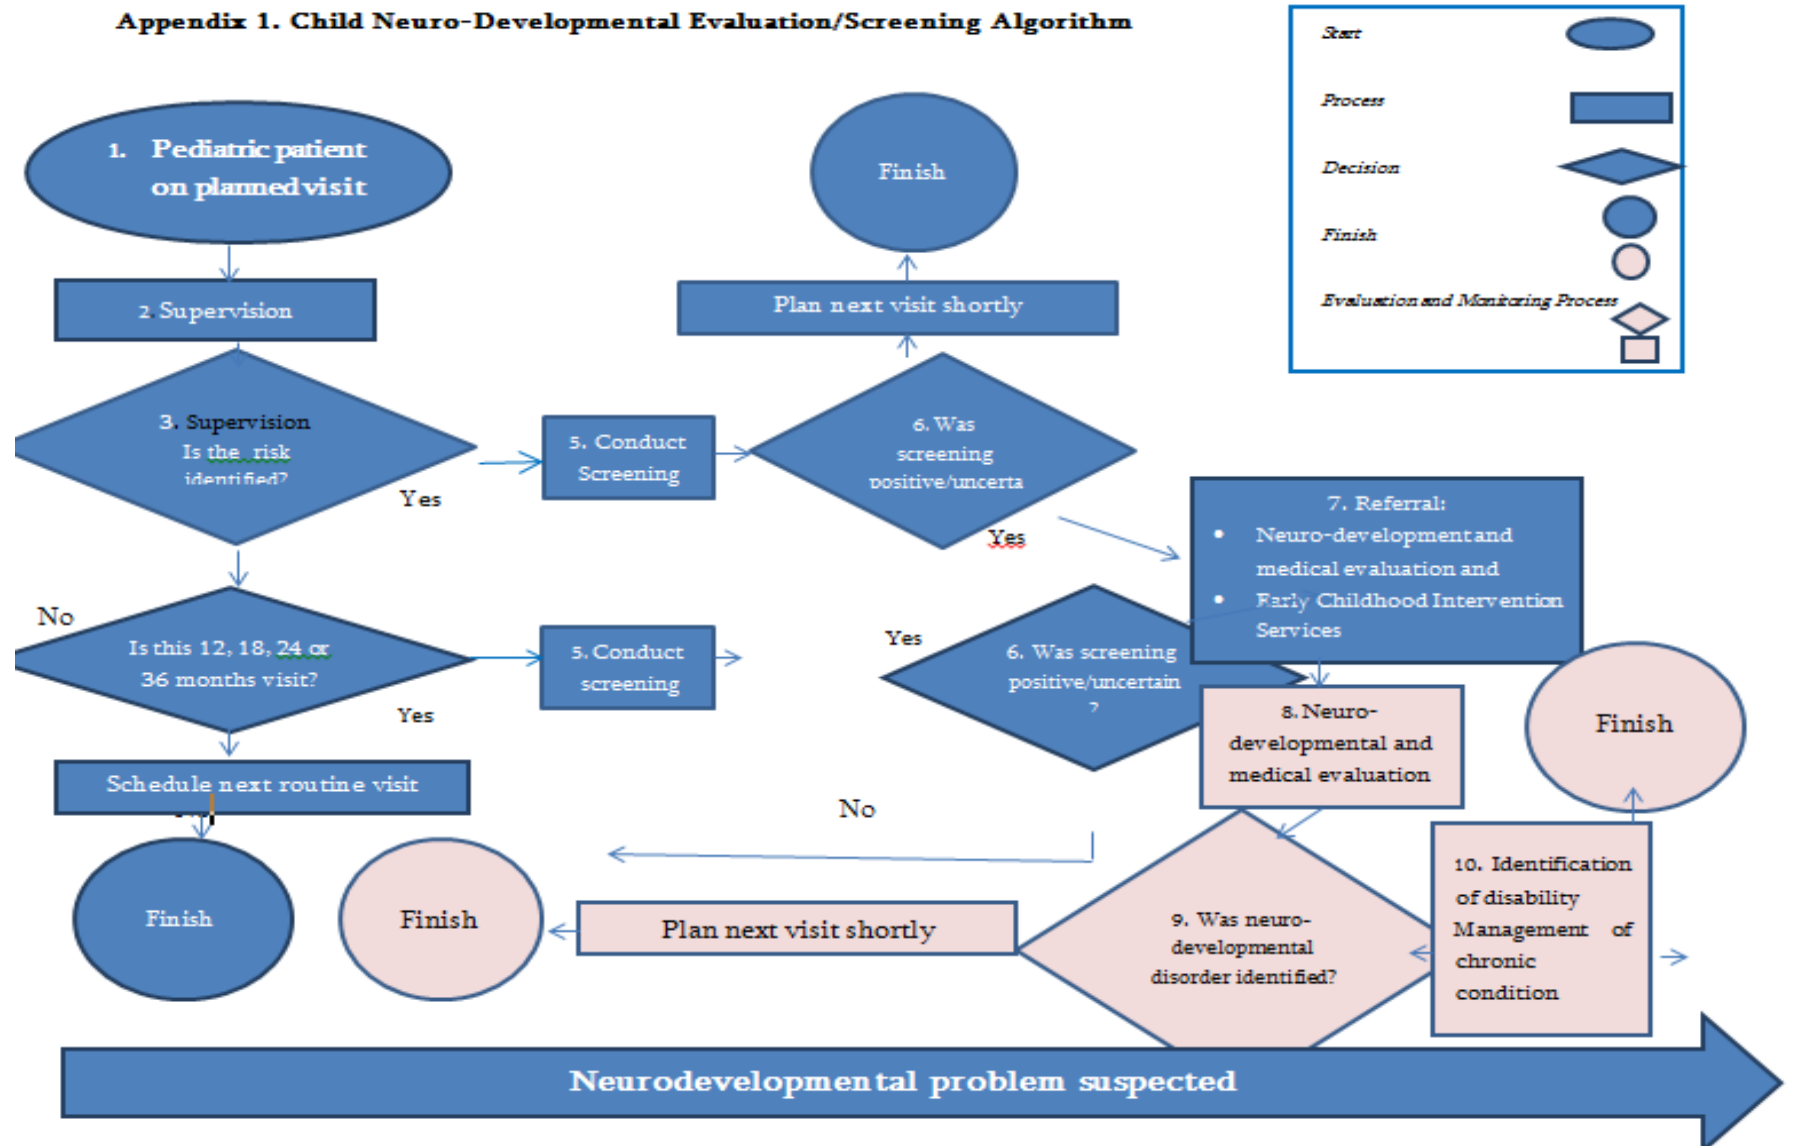 Appendix 1. Child Neuro-Developmental Evaluation/Screening Algorithm
Start
Process
Decision
Finish
Evaluation and Monitoring Process
1. Pediatric patient
on planned visit
Finish
2. Supervision
Plan next visit shortly
3. Supervision
Is the risk
identified?
Yes
5. Conduct
Screening
6. Was
screening
positive/uncerta
Yes
7. Referral:
• Neuro-development and
medical evaluation and
• Early Childhood Intervention
Services
No
Is this 12, 18, 24 or
36 months visit?
Yes
5. Conduct
screening
Yes
6. Was screening
positive/uncertain
?
8. Neuro-
developmental and
medical evaluation
Finish
Schedule next routine visit
No
Finish
Finish
Plan next visit shortly
9. Was neuro-
developmental
disorder identified?
10. Identification
of disability
Management of
chronic
condition
Neurodevelopmental problem suspected